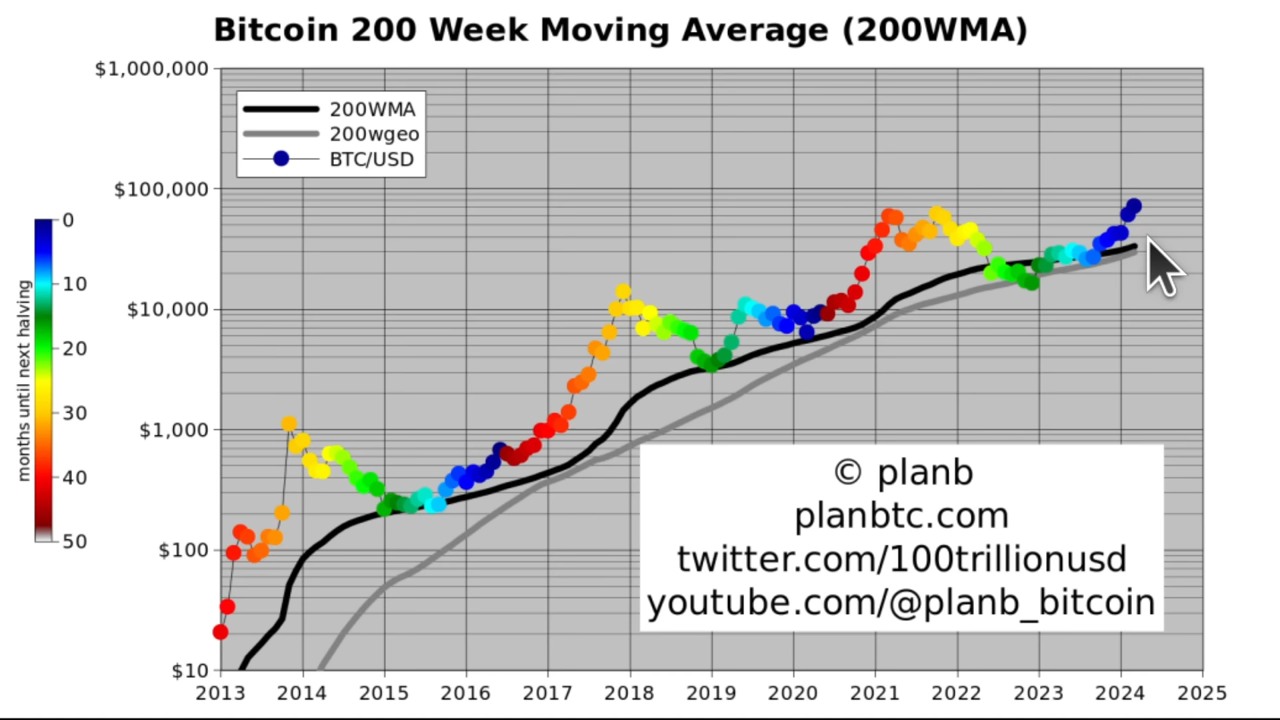 Bitcoin 200 Week Moving Average (200WMA)
$1,000,000
$100,000
$10,000
$1,000
$100
$10
200WMA
200wgeo
BTC/USD
months until next halving
0
10
20
30
40
50
© planb
planbtc.com
twitter.com/100trillionusd
youtube.com/@planb_bitcoin
2013 2014 2015 2016 2017 2018 2019 2020 2021 2022 2023 2024 2025